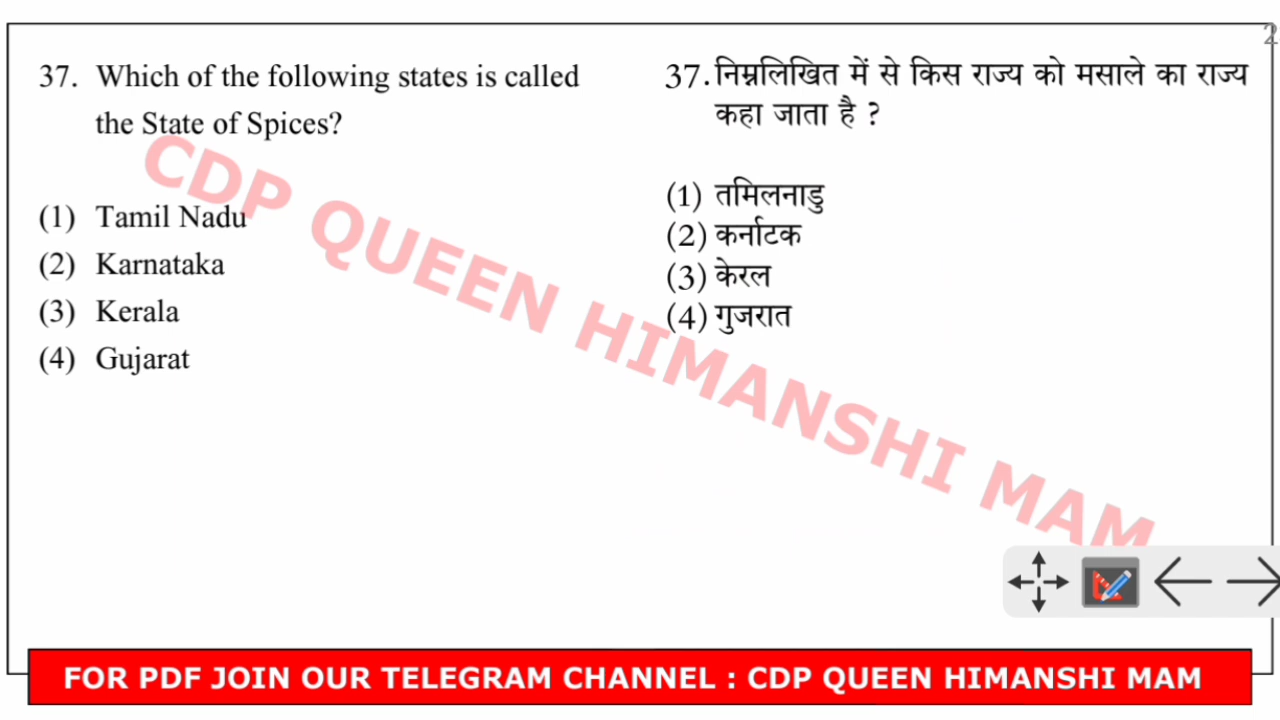 2
37. Which of the following states is called
the State of Spices?
(1) Tamil Nadu
(2) Karnataka
(3) Kerala
(4) Gujarat
37. निम्नलिखित में से किस राज्य को मसाले का राज्य
कहा जाता है ?
(1) तमिलनाडु
(2) कर्नाटक
(3) केरल
(4) गुजरात
CDP QUEEN HIMANSHI MAM
FOR PDF JOIN OUR TELEGRAM CHANNEL : CDP QUEEN HIMANSHI MAM